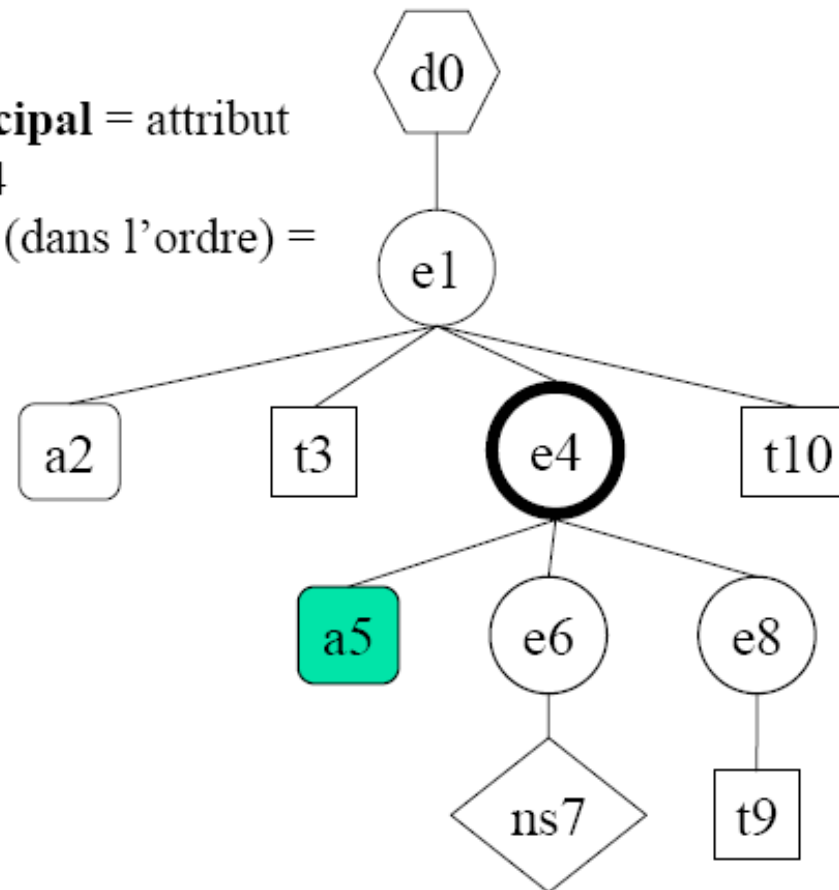 d0
cipal = attribut
4
(dans l’ordre) =
e1
a2 t3 e4 t10
a5 e6 e8
ns7 t9